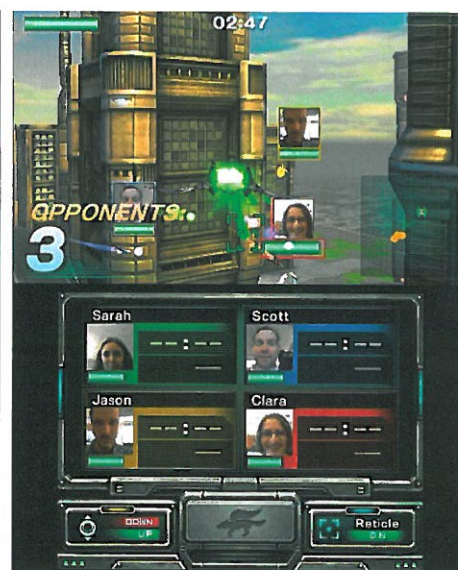 02:47
OPPONENTS:
3
Sarah
Scott
--:--
--:--
Jason
Clara
--:--
--:--
DOWN
UP
Reticle
ON